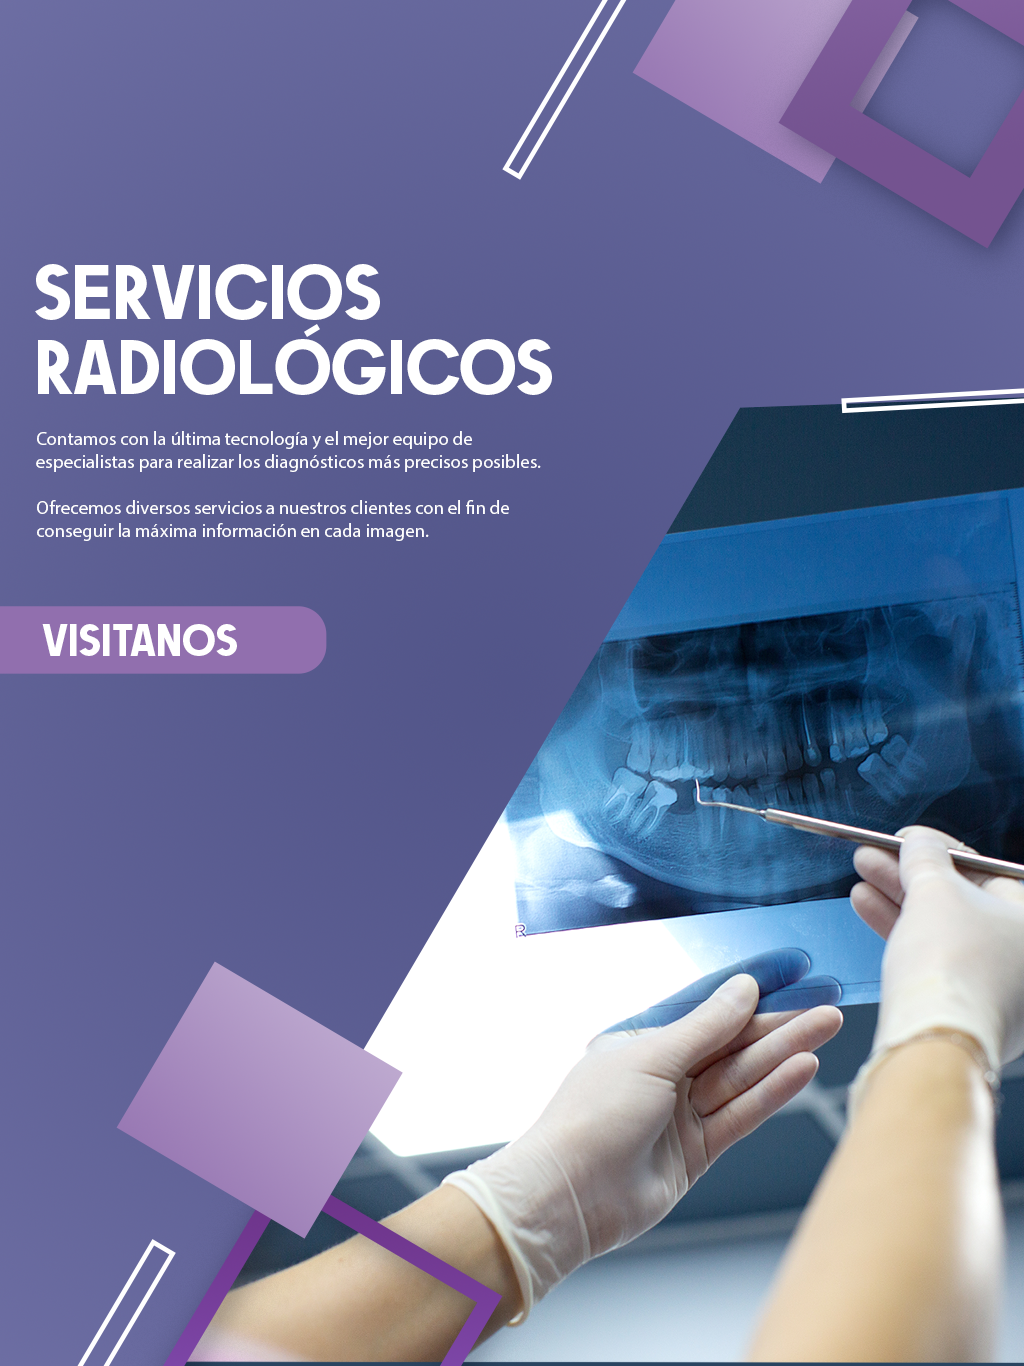 SERVICIOS
RADIOLÓGICOS
Contamos con la última tecnología y el mejor equipo de
especialistas para realizar los diagnósticos más precisos posibles.
Ofrecemos diversos servicios a nuestros clientes con el fin de
conseguir la máxima información en cada imagen.
VISITANOS
R